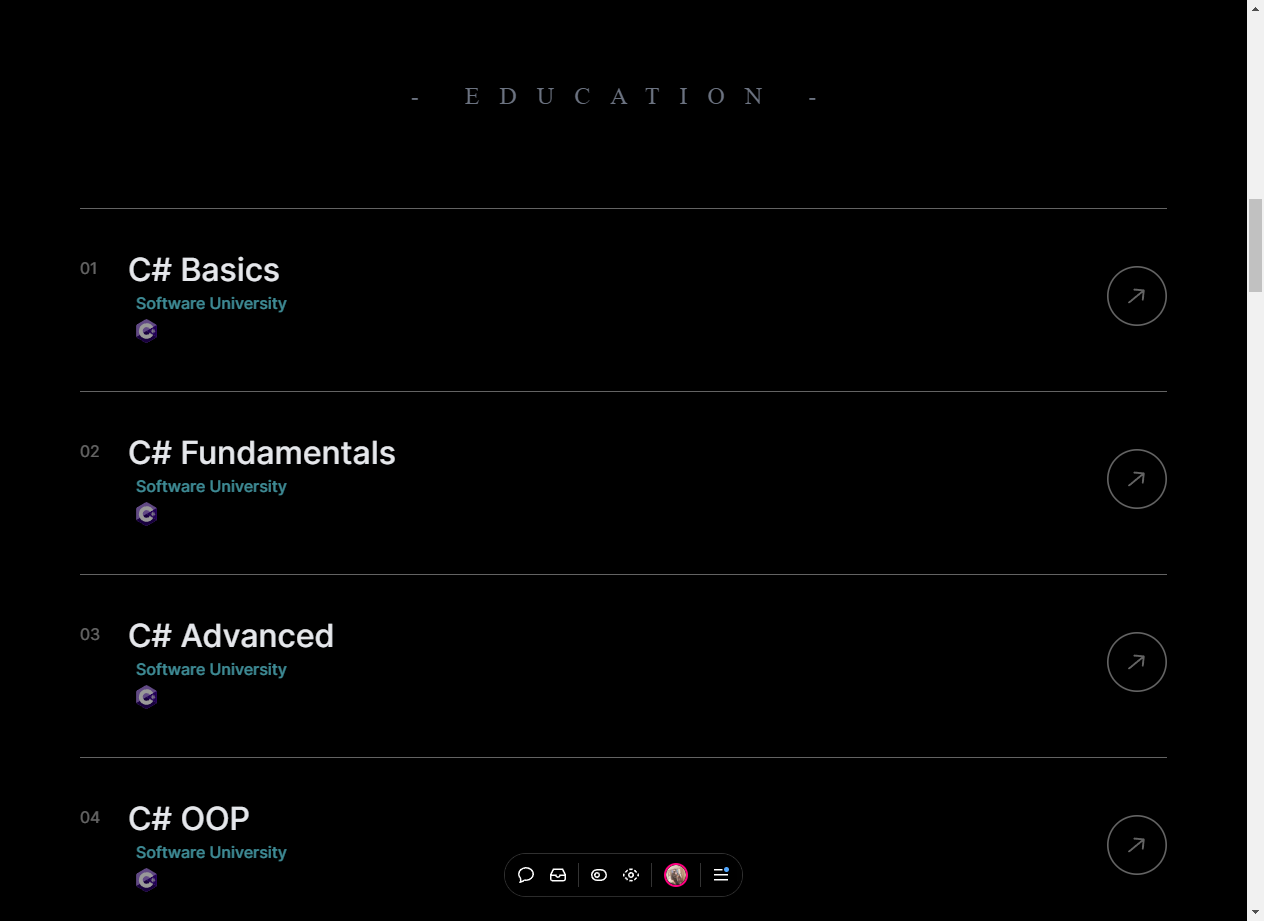 - EDUCATION -
01
C# Basics
Software University
02
C# Fundamentals
Software University
03
C# Advanced
Software University
04
C# OOP
Software University